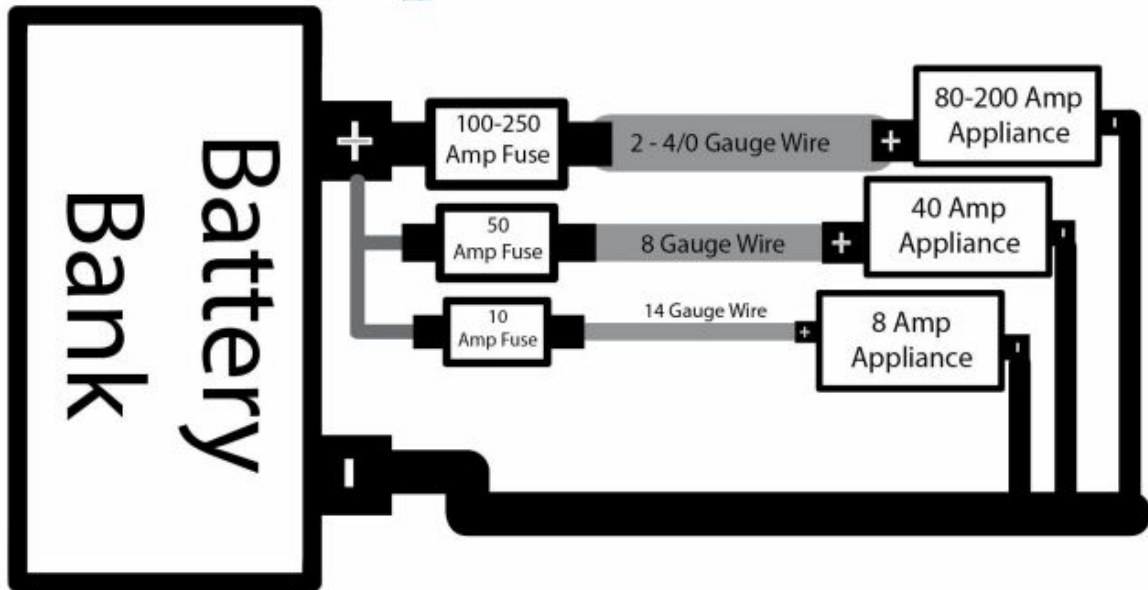 Battery
Bank
+
100-250
Amp Fuse
2 - 4/0 Gauge Wire
+
80-200 Amp
Appliance
-
50
Amp Fuse
8 Gauge Wire
+
40 Amp
Appliance
-
10
Amp Fuse
14 Gauge Wire
+
8 Amp
Appliance
-
-